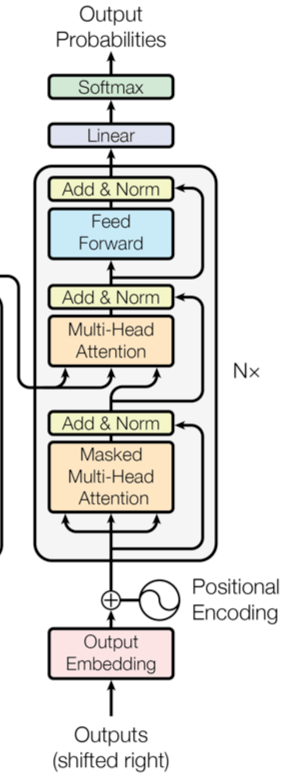 Output
Probabilities
Softmax
Linear
Add & Norm
Feed
Forward
Add & Norm
Multi-Head
Attention
N×
Add & Norm
Masked
Multi-Head
Attention
Positional
Encoding
Output
Embedding
Outputs
(shifted right)